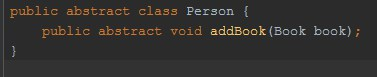 public abstract class Person {
    public abstract void addBook(Book book);
}